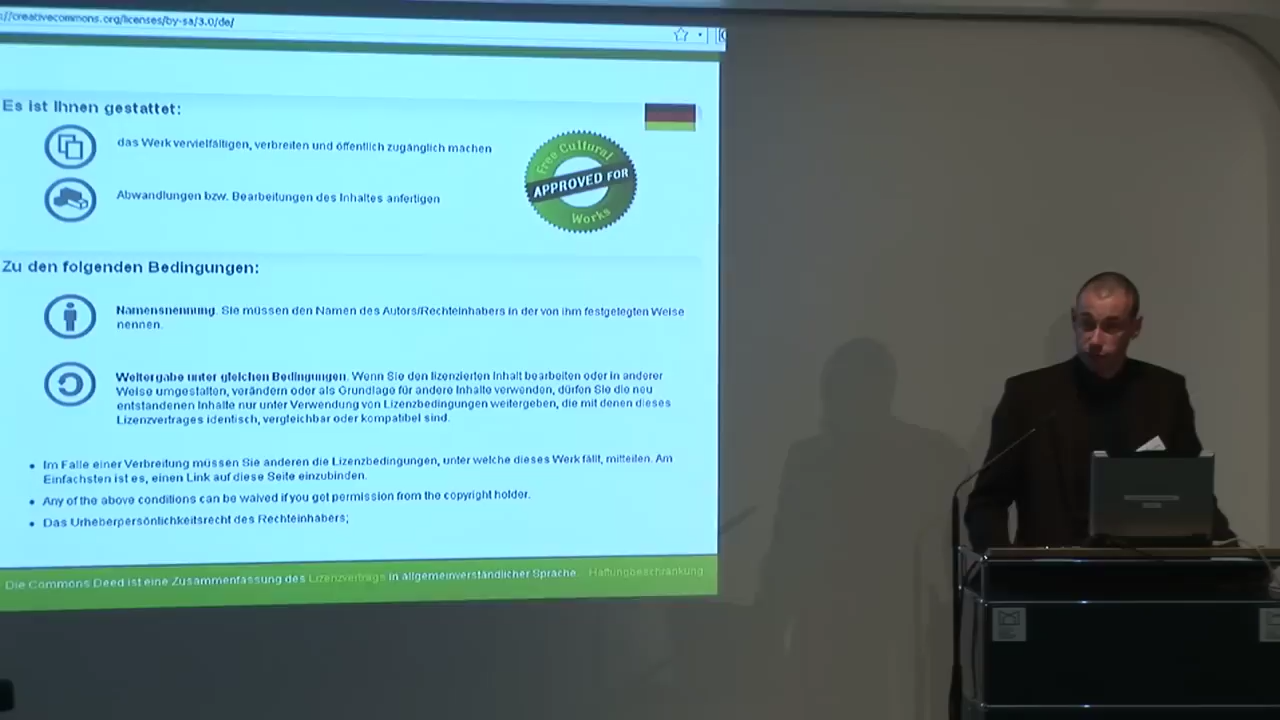 ://creativecommons.org/licenses/by-sa/3.0/de/
Es ist Ihnen gestattet:
das Werk vervielfältigen, verbreiten und öffentlich zugänglich machen
Abwandlungen bzw. Bearbeitungen des Inhaltes anfertigen
Free Cultural
APPROVED FOR
Works
Zu den folgenden Bedingungen:
Namensnennung. Sie müssen den Namen des Autors/Rechteinhabers in der von ihm festgelegten Weise
nennen.
Weitergabe unter gleichen Bedingungen. Wenn Sie den lizenzierten Inhalt bearbeiten oder in anderer
Weise umgestalten, verändern oder als Grundlage für andere Inhalte verwenden, dürfen Sie die neu
entstandenen Inhalte nur unter Verwendung von Lizenzbedingungen weitergeben, die mit denen dieses
Lizenzvertrages identisch, vergleichbar oder kompatibel sind.
• Im Falle einer Verbreitung müssen Sie anderen die Lizenzbedingungen, unter welche dieses Werk fällt, mitteilen. Am
Einfachsten ist es, einen Link auf diese Seite einzubinden.
• Any of the above conditions can be waived if you get permission from the copyright holder.
• Das Urheberpersönlichkeitsrecht des Rechteinhabers;
Die Commons Deed ist eine Zusammenfassung des Lizenzvertrags in allgemeinverständlicher Sprache. Haftungsbeschränkung